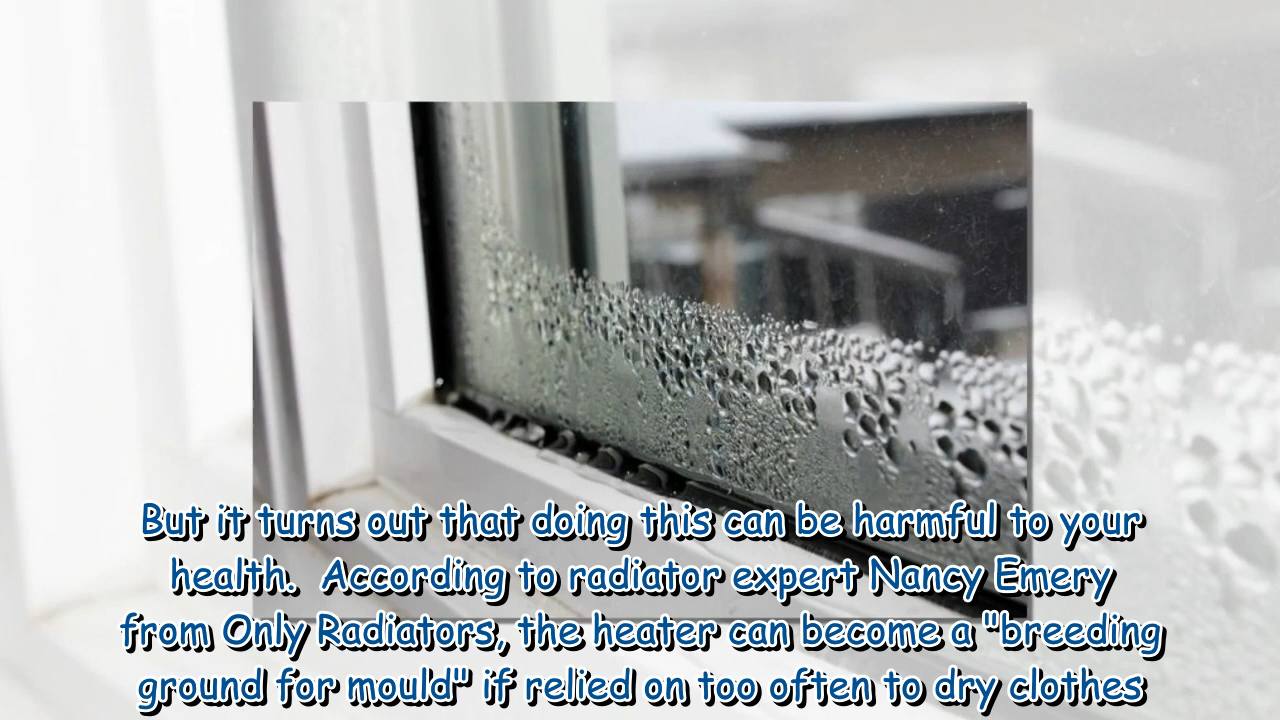 But it turns out that doing this can be harmful to your
health.  According to radiator expert Nancy Emery
from Only Radiators, the heater can become a "breeding
ground for mould" if relied on too often to dry clothes